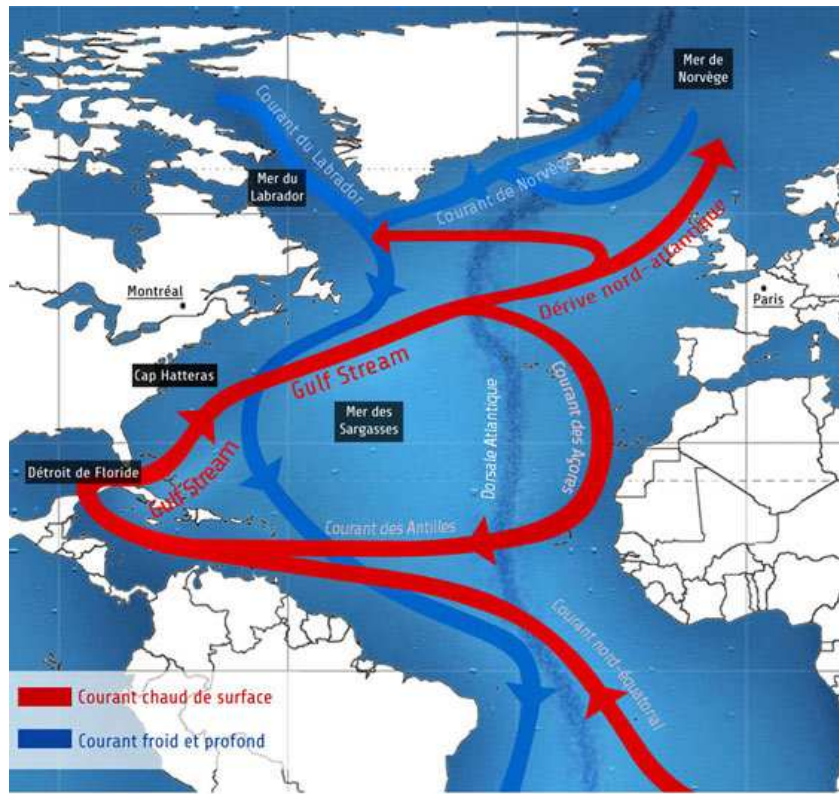 Mer de
Norvège
Courant du Labrador
Mer du
Labrador
Courant de Norvège
Dérive nord-atlantique
Montréal
Paris
Cap Hatteras
Gulf Stream
Mer des
Sargasses
Dorsale Atlantique
Courant des Açores
Détroit de Floride
Gulf Stream
Courant des Antilles
Courant nord-équatorial
Courant chaud de surface
Courant froid et profond